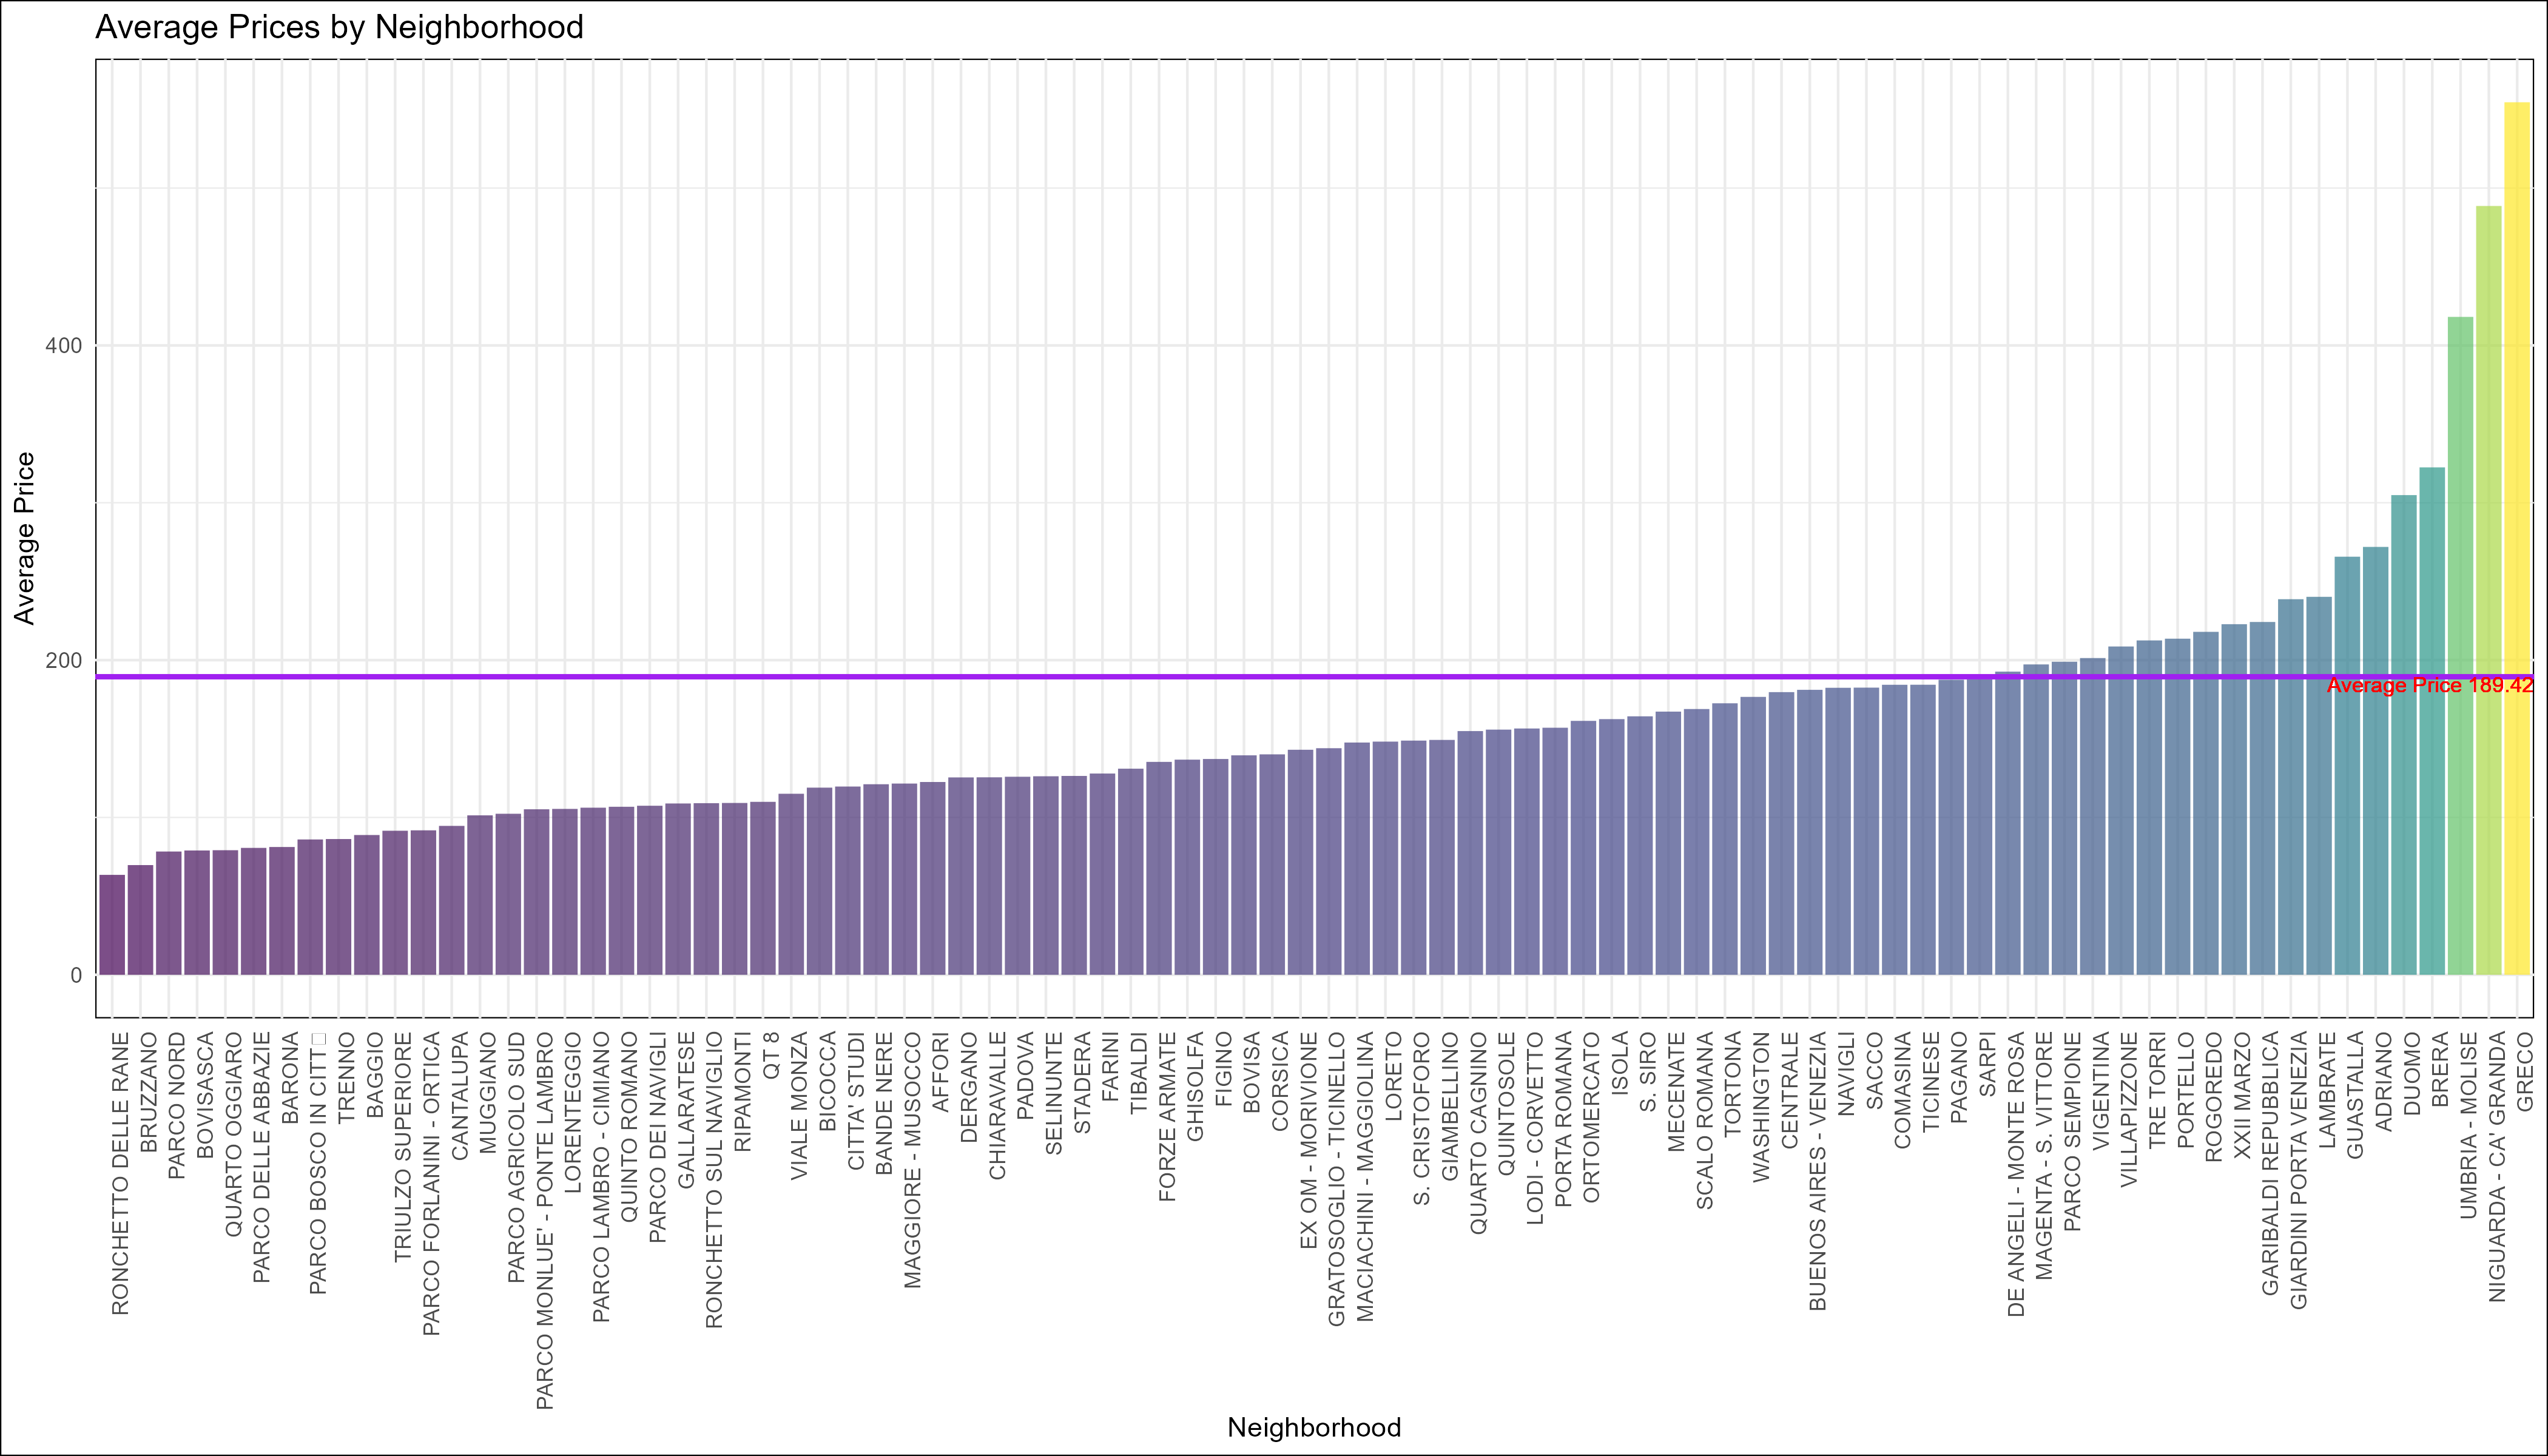 Average Prices by Neighborhood
Average Price
400
200
0
Average Price 189.42
RONCHETTO DELLE RANE
BRUZZANO
PARCO NORD
BOVISASCA
QUARTO OGGIARO
PARCO DELLE ABBAZIE
BARONA
PARCO BOSCO IN CITT□
TRENNO
BAGGIO
TRIULZO SUPERIORE
PARCO FORLANINI - ORTICA
CANTALUPA
MUGGIANO
PARCO AGRICOLO SUD
PARCO MONLUE' - PONTE LAMBRO
LORENTEGGIO
PARCO LAMBRO - CIMIANO
QUINTO ROMANO
PARCO DEI NAVIGLI
GALLARATESE
RONCHETTO SUL NAVIGLIO
RIPAMONTI
QT 8
VIALE MONZA
BICOCCA
CITTA' STUDI
BANDE NERE
MAGGIORE - MUSOCCO
AFFORI
DERGANO
CHIARAVALLE
PADOVA
SELINUNTE
STADERA
FARINI
TIBALDI
FORZE ARMATE
GHISOLFA
FIGINO
BOVISA
CORSICA
EX OM - MORIVIONE
GRATOSOGLIO - TICINELLO
MACIACHINI - MAGGIOLINA
LORETO
S. CRISTOFORO
GIAMBELLINO
QUARTO CAGNINO
QUINTOSOLE
LODI - CORVETTO
PORTA ROMANA
ORTOMERCATO
ISOLA
S. SIRO
MECENATE
SCALO ROMANA
TORTONA
WASHINGTON
CENTRALE
BUENOS AIRES - VENEZIA
NAVIGLI
SACCO
COMASINA
TICINESE
PAGANO
SARPI
DE ANGELI - MONTE ROSA
MAGENTA - S. VITTORE
PARCO SEMPIONE
VIGENTINA
VILLAPIZZONE
TRE TORRI
PORTELLO
ROGOREDO
XXII MARZO
GARIBALDI REPUBBLICA
GIARDINI PORTA VENEZIA
LAMBRATE
GUASTALLA
ADRIANO
DUOMO
BRERA
UMBRIA - MOLISE
NIGUARDA - CA' GRANDA
GRECO
Neighborhood